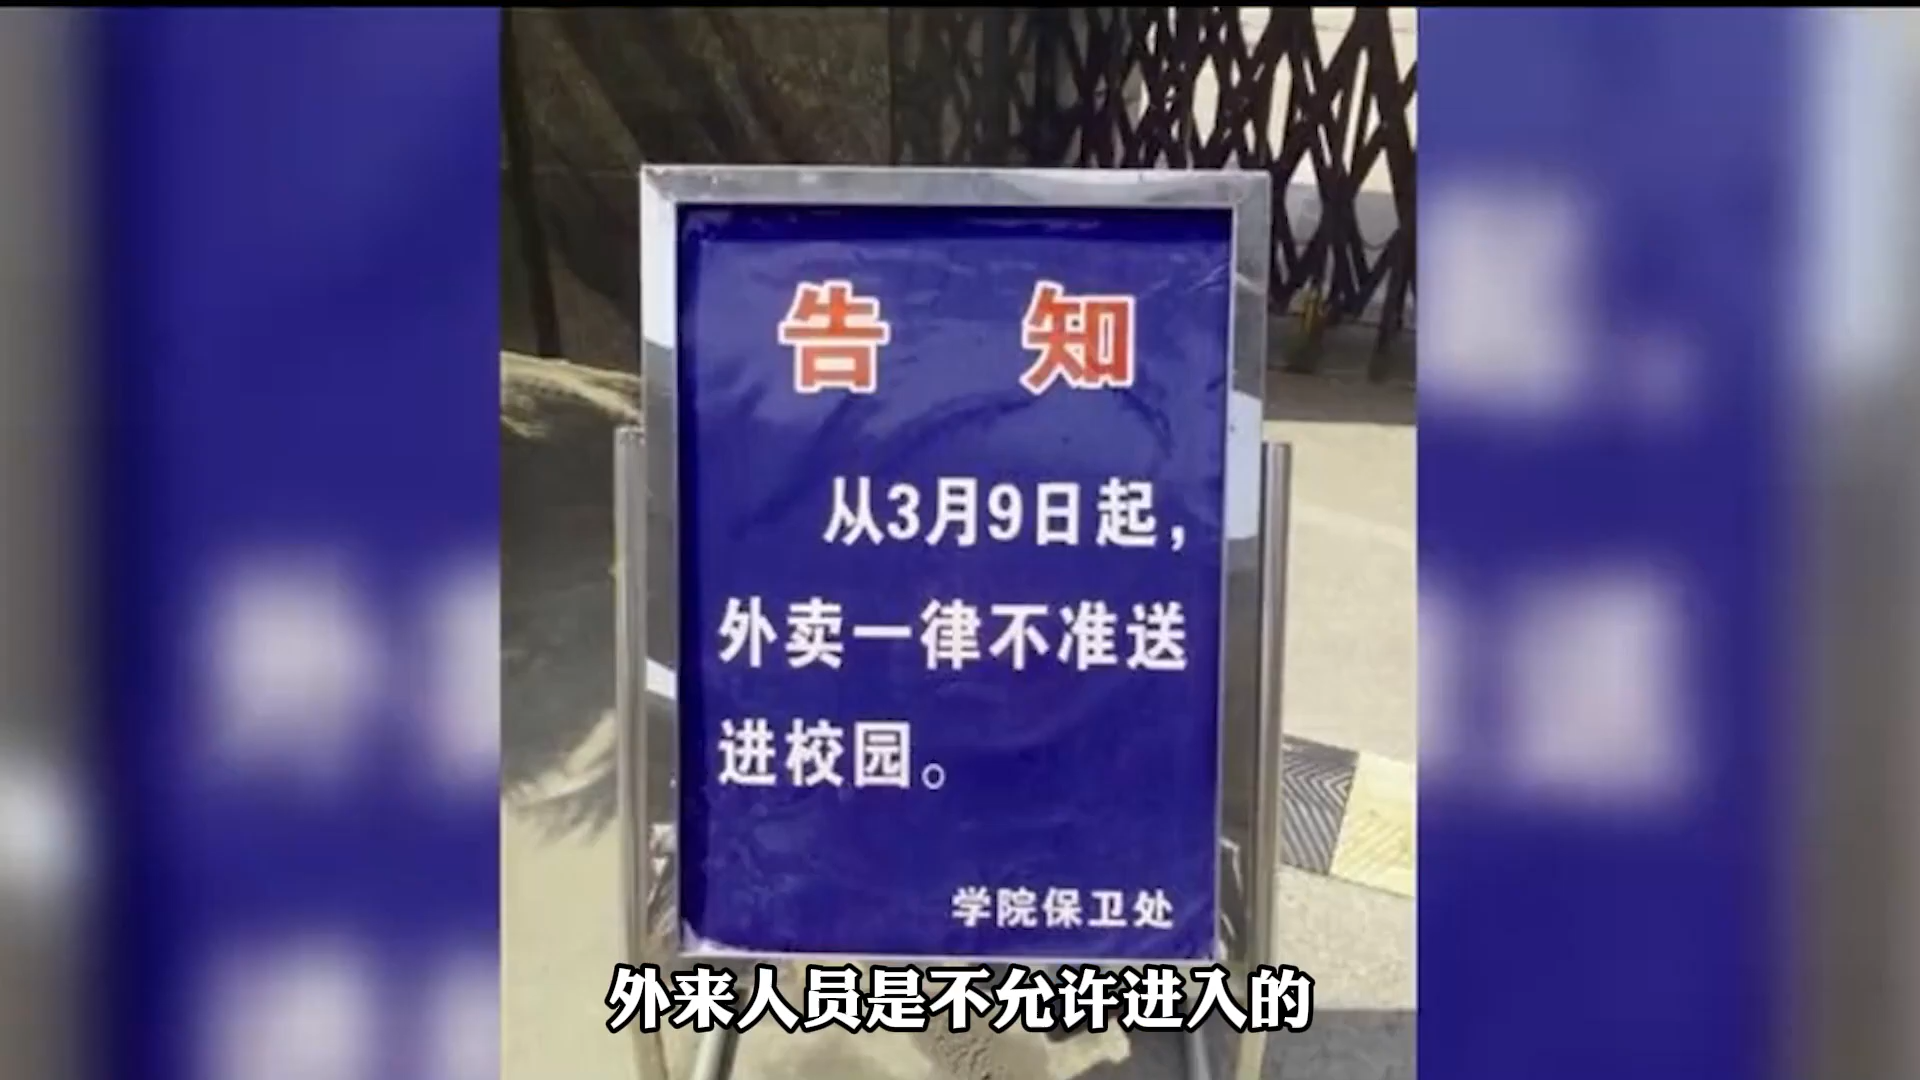 告 知
从3月9日起，
外卖一律不准送
进校园。
学院保卫处
外来人员是不允许进入的